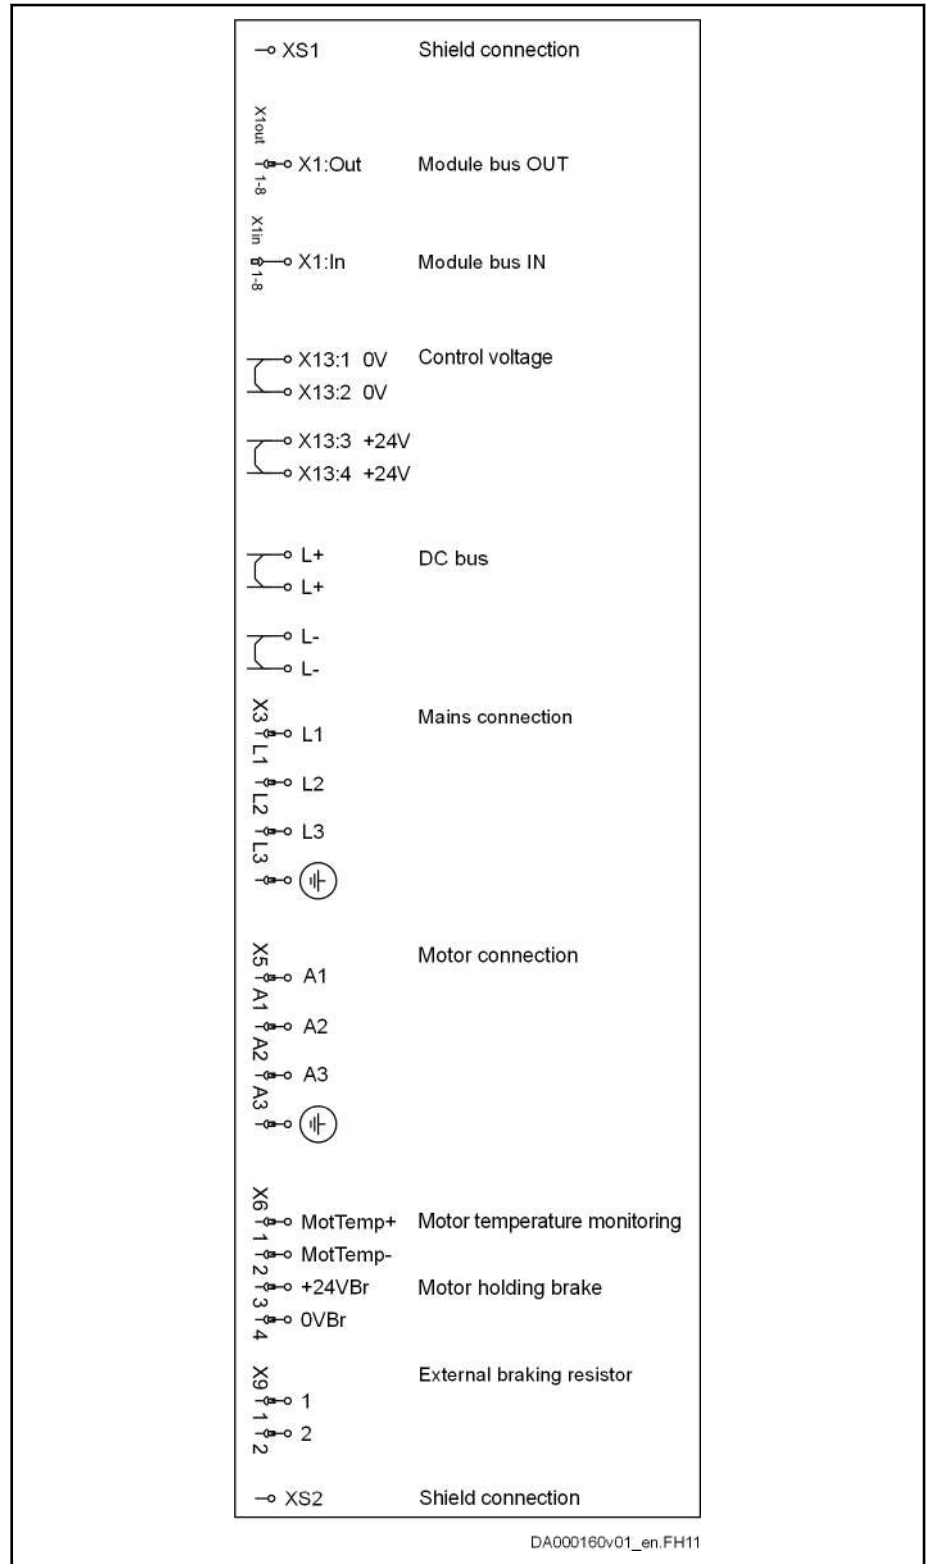 XS1 Shield connection
X1out
X1:Out Module bus OUT
1-8
X1in
X1:In Module bus IN
1-8
X13:1 0V Control voltage
X13:2 0V
X13:3 +24V
X13:4 +24V
L+ DC bus
L+
L-
L-
X3 Mains connection
L1
L1
L2
L2
L3
L3
X5 Motor connection
A1
A1
A2
A2
A3
A3
X6
MotTemp+ Motor temperature monitoring
1
MotTemp-
2
+24VBr Motor holding brake
3
0VBr
4
X9 External braking resistor
1
1
2
2
XS2 Shield connection
DA000160v01_en.FH11